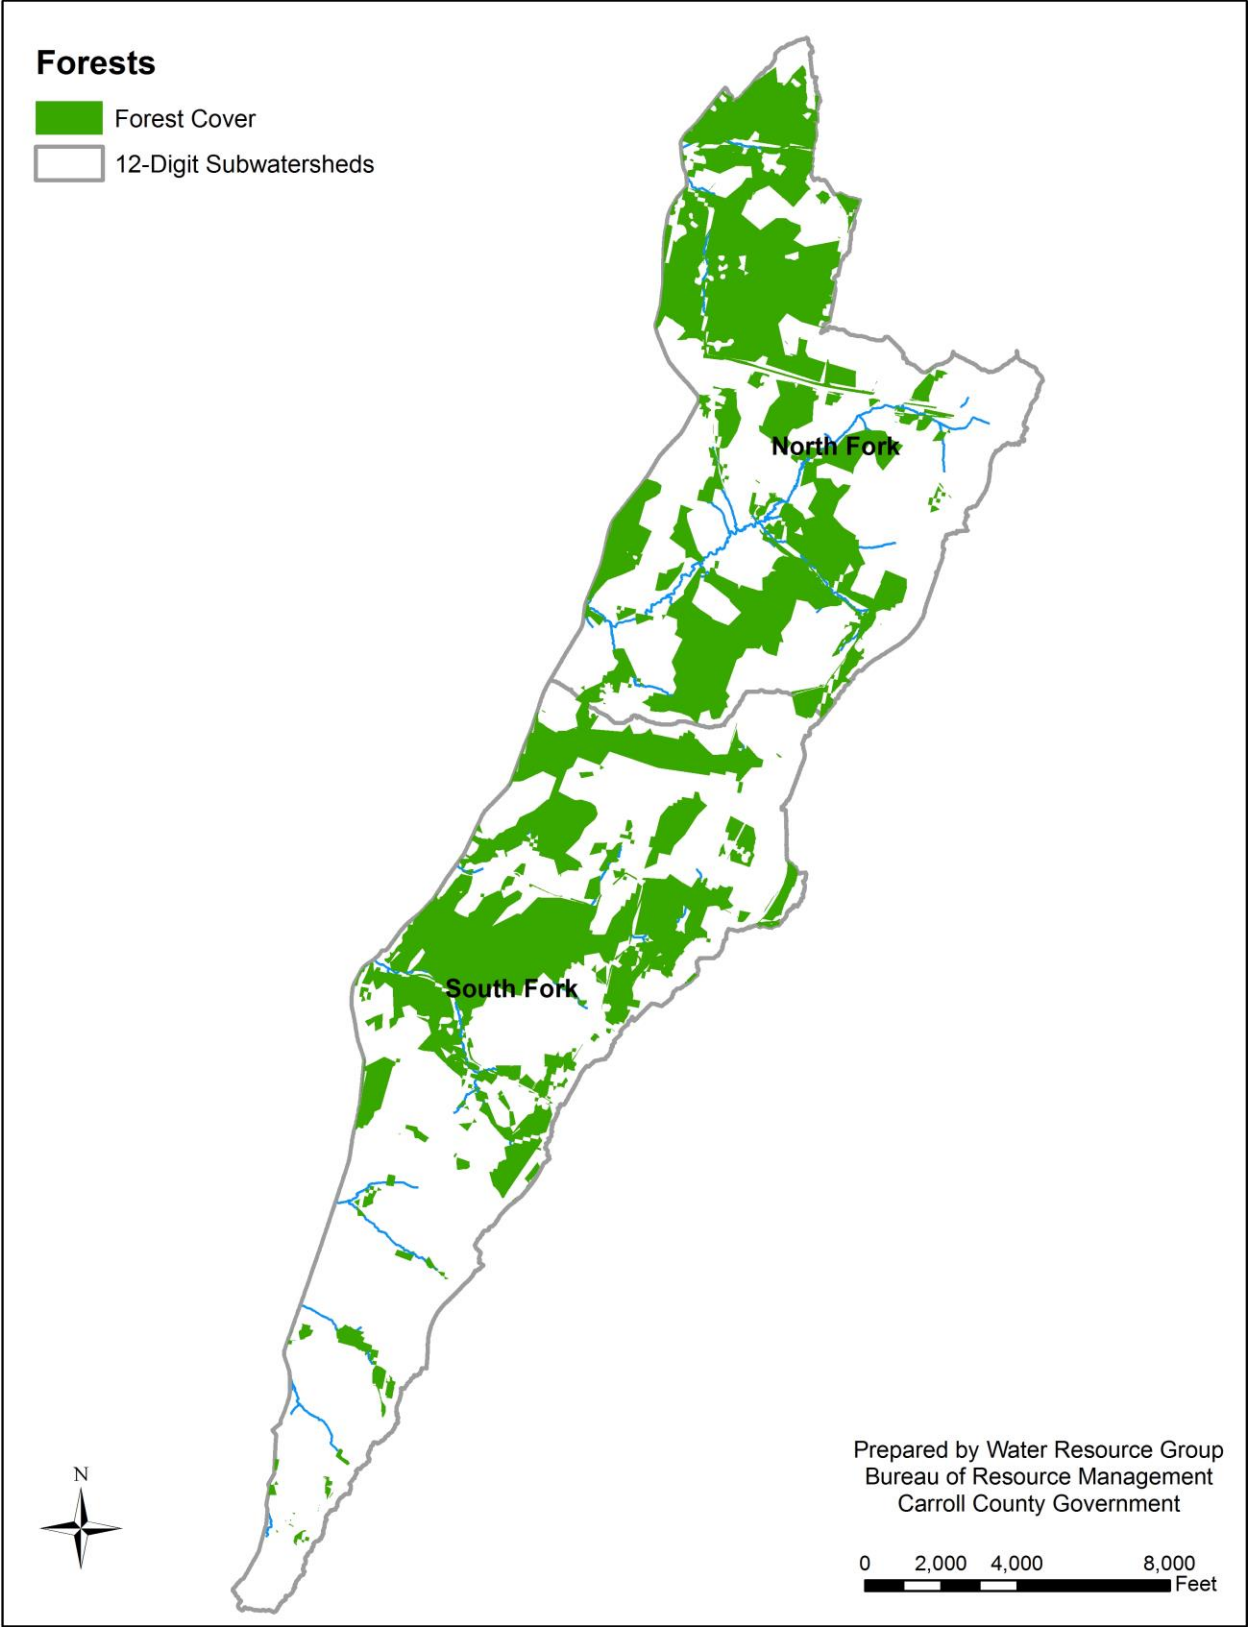 Forests
Forest Cover
12-Digit Subwatersheds
North Fork
South Fork
N
Prepared by Water Resource Group
Bureau of Resource Management
Carroll County Government
0 2,000 4,000 8,000
Feet